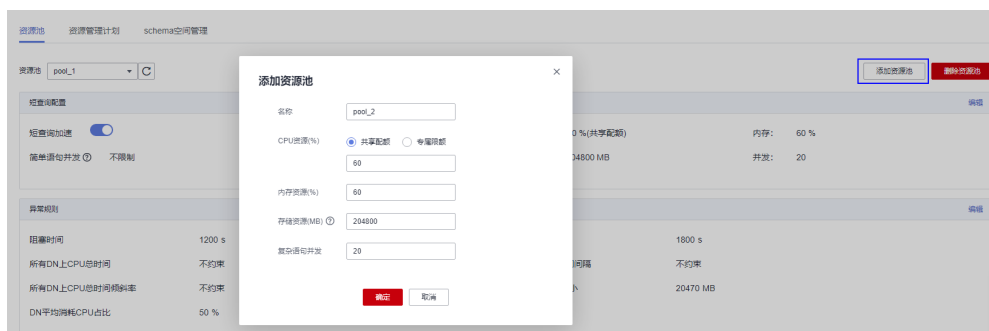 资源池 资源管理计划 schema空间管理
资源池 pool_1 添加资源池 删除资源池
短查询配置 编辑
短查询加速 0 %(共享配额) 内存: 60 %
简单语句并发 不限制 04800 MB 并发: 20
异常规则 编辑
阻塞时间 1200 s 1800 s
所有DN上CPU总时间 不约束 间隔 不约束
所有DN上CPU总时间倾斜率 不约束 小 20470 MB
DN平均消耗CPU占比 50 %
添加资源池
名称 pool_2
CPU资源(%) 共享配额 专属限额
60
内存资源(%) 60
存储资源(MB) 204800
复杂语句并发 20
确定 取消